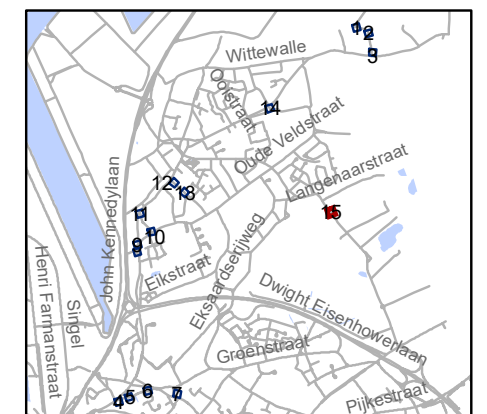 1
2
3
Wittewalle
Ooistraat
14
Oude Veldstraat
Langenaarstraat
12
13
15
11
10
9
8
John Kennedylaan
Eikstraat
Eksaardserijweg
Henri Farmanstraat
Singel
Dwight Eisenhowerlaan
Groenstraat
Pijkestraat
4
5
6
7